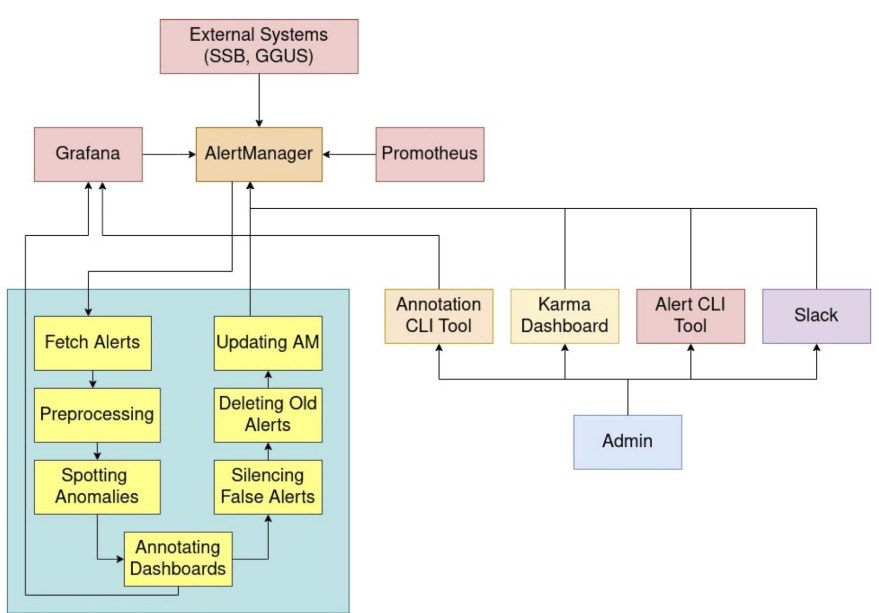 External Systems
(SSB, GGUS)
Grafana
AlertManager
Promotheus
Annotation
CLI Tool
Karma
Dashboard
Alert CLI
Tool
Slack
Fetch Alerts
Updating AM
Preprocessing
Deleting Old
Alerts
Admin
Spotting
Anomalies
Silencing
False Alerts
Annotating
Dashboards